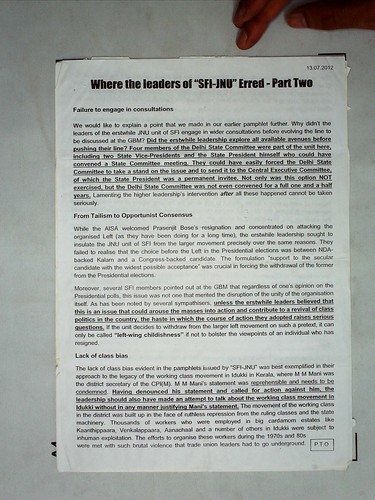 13.07.2012
Where the leaders of "SFI-JNU" Erred - Part Two
Failure to engage in consultations
We would like to explain a point that we made in our earlier pamphlet further. Why didn't the
leaders of the erstwhile JNU unit of SFI engage in wider consultations before evolving the line to
be discussed at the GBM? Did the erstwhile leadership explore all available avenues before
pushing their line? Four members of the Delhi State Committee were part of the unit here,
including two State Vice-Presidents and the State President himself who could have
convened a State Committee meeting. They could have easily forced the Delhi State
Committee to take a stand on the issue and to send it to the Central Executive Committee,
of which the State President was a permanent invitee. Not only was this option NOT
exercised, but the Delhi State Committee was not even convened for a full one and a half
years. Lamenting the higher leadership's intervention after all these happened cannot be taken
seriously.
From Tailism to Opportunist Consensus
While the AISA welcomed Prasenjit Bose's resignation and concentrated on attacking the
organised Left (as they have been doing for a long time), the erstwhile leadership sought to
insulate the JNU unit of SFI from the larger movement precisely over the same reasons. They
failed to realise that the choice before the Left in the Presidential elections was between NDA-
backed Kalam and a Congress-backed candidate. The formulation "support to the secular
candidate with the widest possible acceptance" was crucial in forcing the withdrawal of the former
from the Presidential elections.
Moreover, several SFI members pointed out at the GBM that regardless of one's opinion on the
Presidential polls, this issue was not one that merited the disruption of the unity of the organisation
itself. As has been noted by several sympathisers, unless the erstwhile leaders believed that
this is an issue that could arouse the masses into action and contribute to a revival of class
politics in the country, the haste in which the course of action they adopted raises serious
questions. If the unit decides to withdraw from the larger left movement on such a pretext, it can
only be called "left-wing childishness" if not to bolster the viewpoints of an individual who has
resigned.
Lack of class bias
The lack of class bias evident in the pamphlets issued by "SFI-JNU" was best exemplified in their
approach to the legacy of the working class movement in Idukki in Kerala, where M M Mani was
the district secretary of the CPI(M). M M Mani's statement was reprehensible and needs to be
condemned. Having denounced his statement and called for action against him, the
leadership should also have made an attempt to talk about the working class movement in
Idukki without in any manner justifying Mani's statement. The movement of the working class
in the district was built up in the face of ruthless repression from the ruling classes and the state
machinery. Thousands of workers who were employed in big cardamom estates like
Kaanthippaara, Venkalappaara, Aanachaal and a number of others in Idukki were subject to
inhuman exploitation. The efforts to organise these workers during the 1970s and 80s
were met with such brutal violence that trade union leaders had to go underground.
P T O